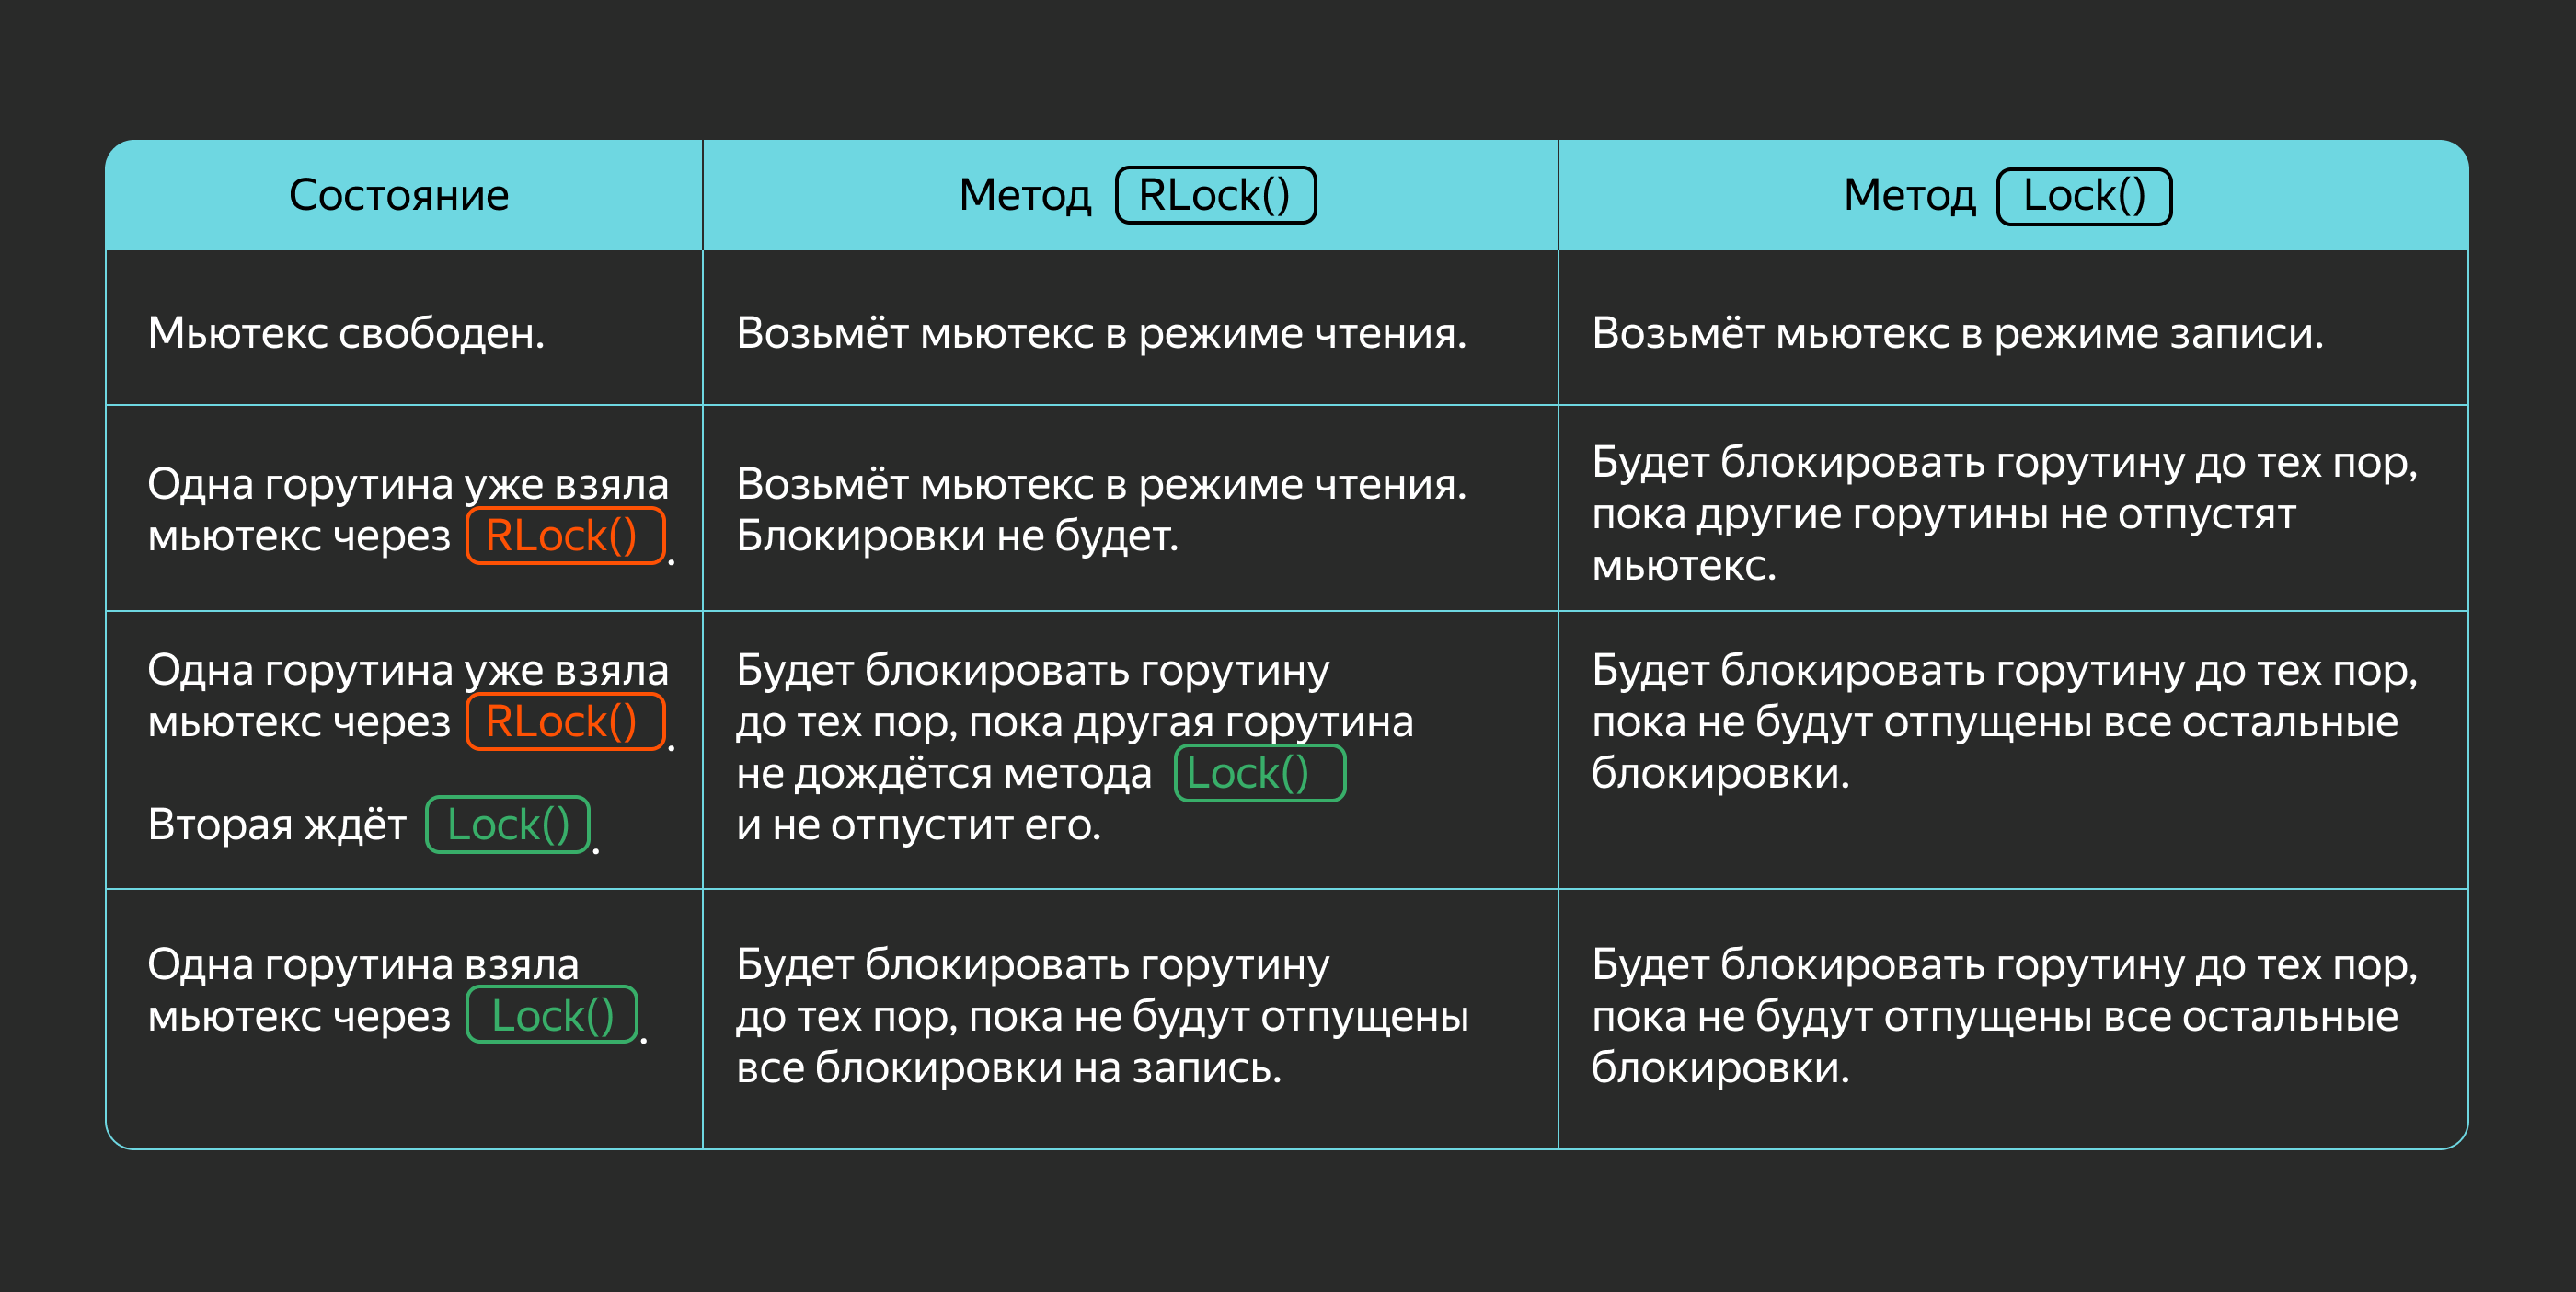 Состояние
Метод RLock()
Метод Lock()
Мьютекс свободен.
Возьмёт мьютекс в режиме чтения.
Возьмёт мьютекс в режиме записи.
Одна горутина уже взяла
мьютекс через RLock().
Возьмёт мьютекс в режиме чтения.
Блокировки не будет.
Будет блокировать горутину до тех пор,
пока другие горутины не отпустят
мьютекс.
Одна горутина уже взяла
мьютекс через RLock().
Вторая ждёт Lock().
Будет блокировать горутину
до тех пор, пока другая горутина
не дождётся метода Lock()
и не отпустит его.
Будет блокировать горутину до тех пор,
пока не будут отпущены все остальные
блокировки.
Одна горутина взяла
мьютекс через Lock().
Будет блокировать горутину
до тех пор, пока не будут отпущены
все блокировки на запись.
Будет блокировать горутину до тех пор,
пока не будут отпущены все остальные
блокировки.